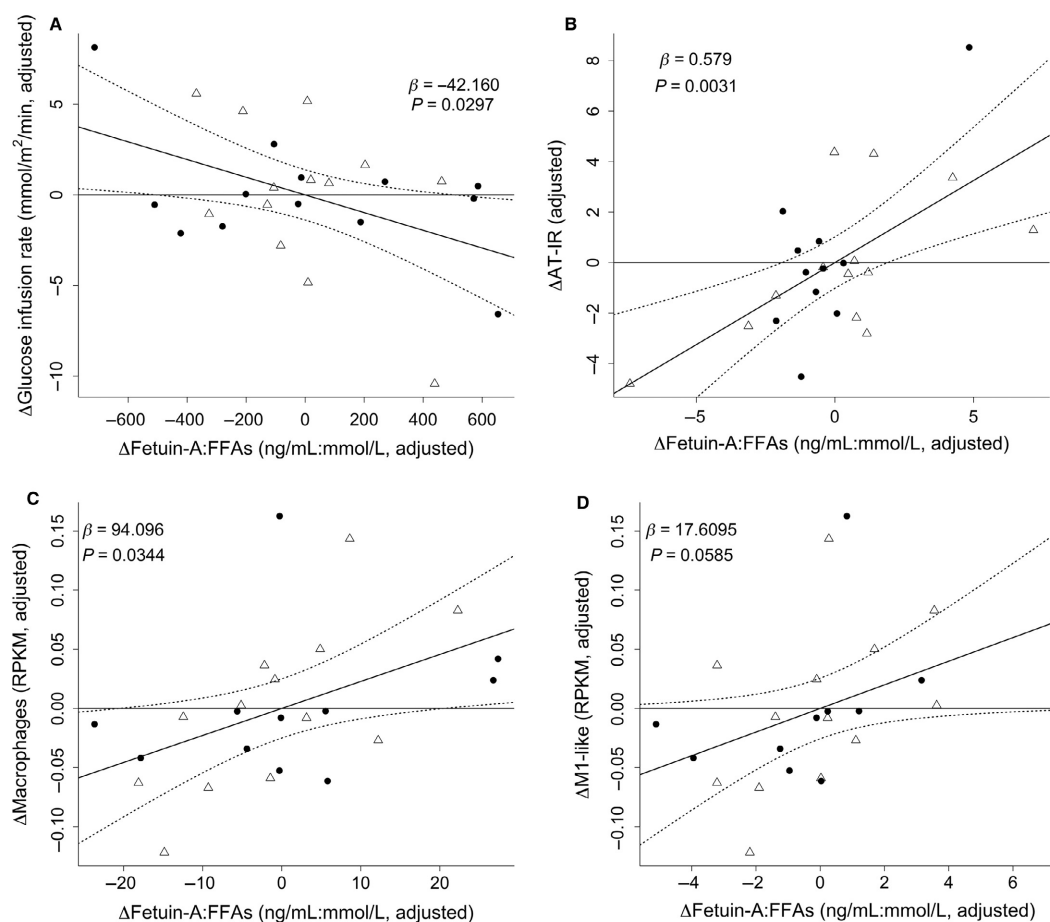 A
β = –42.160
P = 0.0297
ΔGlucose infusion rate (mmol/m²/min, adjusted)
5
0
–5
–10
–600 –400 –200 0 200 400 600
ΔFetuin-A:FFAs (ng/mL:mmol/L, adjusted)
B
β = 0.579
P = 0.0031
ΔAT-IR (adjusted)
8
6
4
2
0
–2
–4
–5 0 5
ΔFetuin-A:FFAs (ng/mL:mmol/L, adjusted)
C
β = 94.096
P = 0.0344
ΔMacrophages (RPKM, adjusted)
0.15
0.10
0.05
0.00
–0.05
–0.10
–20 –10 0 10 20
ΔFetuin-A:FFAs (ng/mL:mmol/L, adjusted)
D
β = 17.6095
P = 0.0585
ΔM1-like (RPKM, adjusted)
0.15
0.10
0.05
0.00
–0.05
–0.10
–4 –2 0 2 4 6
ΔFetuin-A:FFAs (ng/mL:mmol/L, adjusted)